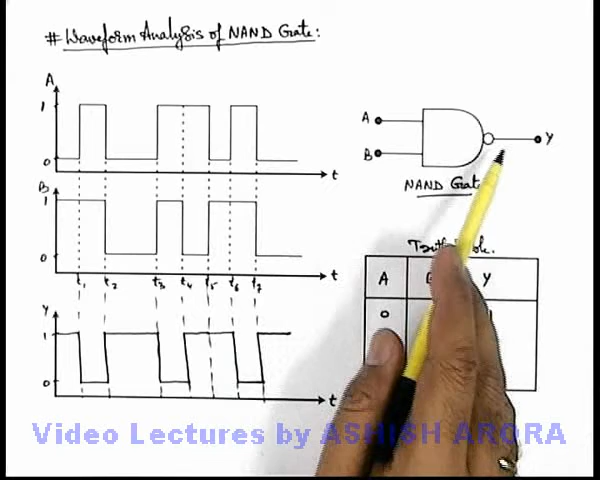 # Waveform Analysis of NAND Gate:
A
1
0
t
B
1
0
t
t₁ t₂ t₃ t₄ t₅ t₆ t₇
Y
1
0
t
A
B
Y
NAND Gat
A Y
0
Video Lectures by ASHISH ARORA